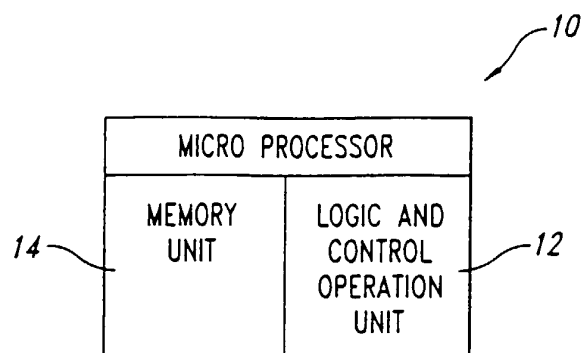 10
MICRO PROCESSOR
MEMORY
UNIT
LOGIC AND
CONTROL
OPERATION
UNIT
14
12